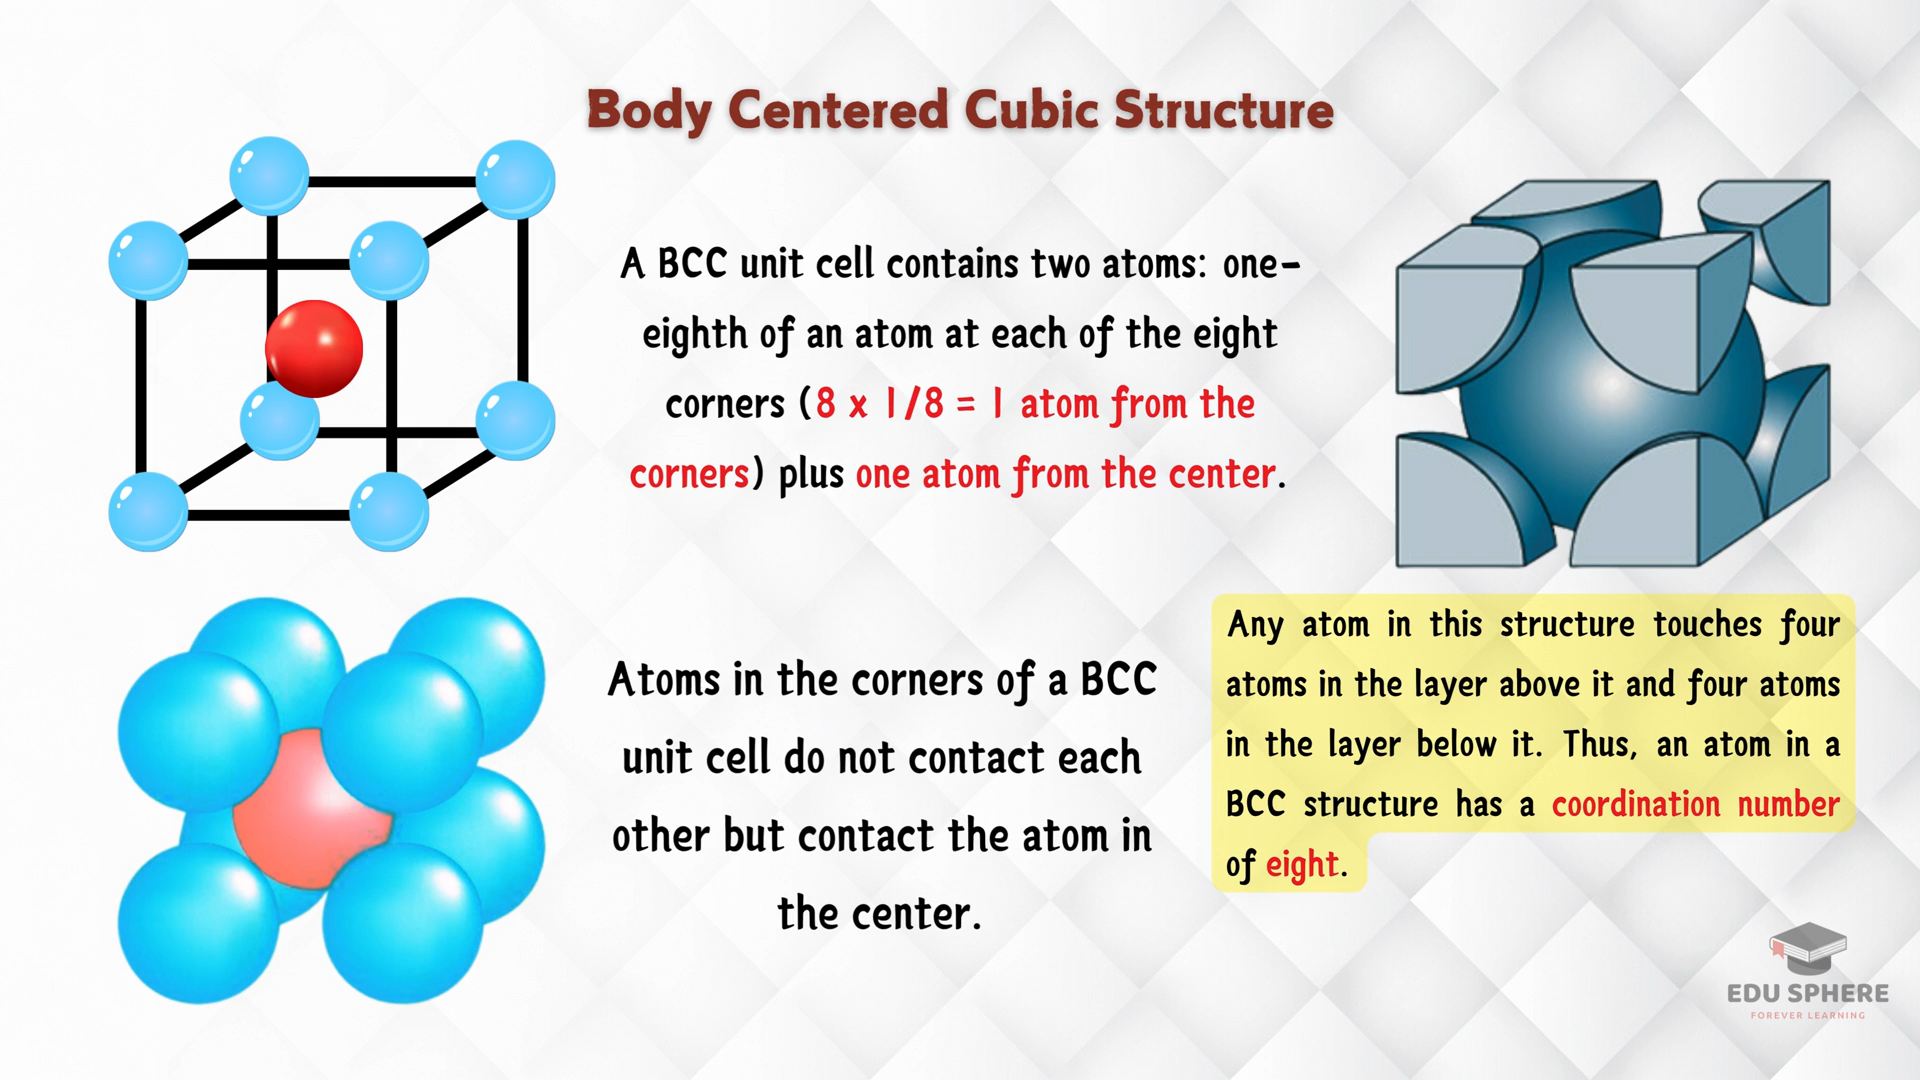 Body Centered Cubic Structure
A BCC unit cell contains two atoms: one-
eighth of an atom at each of the eight
corners (8 x 1/8 = 1 atom from the
corners) plus one atom from the center.
Atoms in the corners of a BCC
unit cell do not contact each
other but contact the atom in
the center.
Any atom in this structure touches four
atoms in the layer above it and four atoms
in the layer below it. Thus, an atom in a
BCC structure has a coordination number
of eight.
EDU SPHERE
FOREVER LEARNING